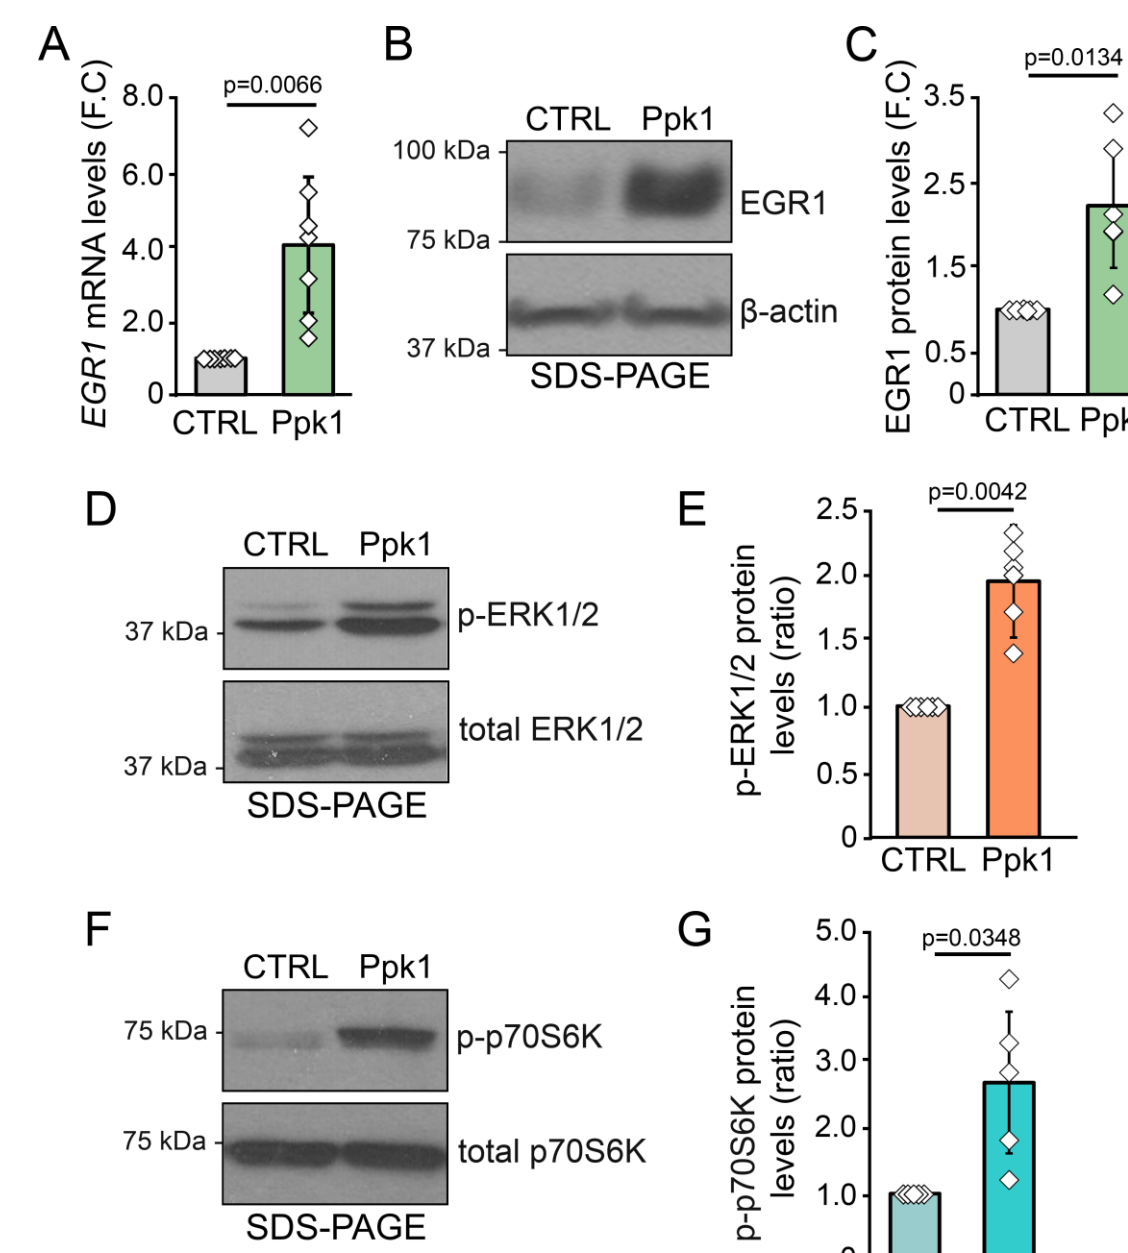 A
EGR1 mRNA levels (F.C)
p=0.0066
8.0
6.0
4.0
2.0
0
CTRL Ppk1
B
CTRL Ppk1
100 kDa
EGR1
75 kDa
β-actin
37 kDa
SDS-PAGE
C
EGR1 protein levels (F.C)
p=0.0134
3.5
2.5
1.5
0.5
0
CTRL Ppk
D
CTRL Ppk1
p-ERK1/2
37 kDa
total ERK1/2
37 kDa
SDS-PAGE
E
p-ERK1/2 protein
levels (ratio)
p=0.0042
2.5
2.0
1.5
1.0
0.5
0
CTRL Ppk1
F
CTRL Ppk1
75 kDa
p-p70S6K
75 kDa
total p70S6K
SDS-PAGE
G
p-p70S6K protein
levels (ratio)
p=0.0348
5.0
4.0
3.0
2.0
1.0